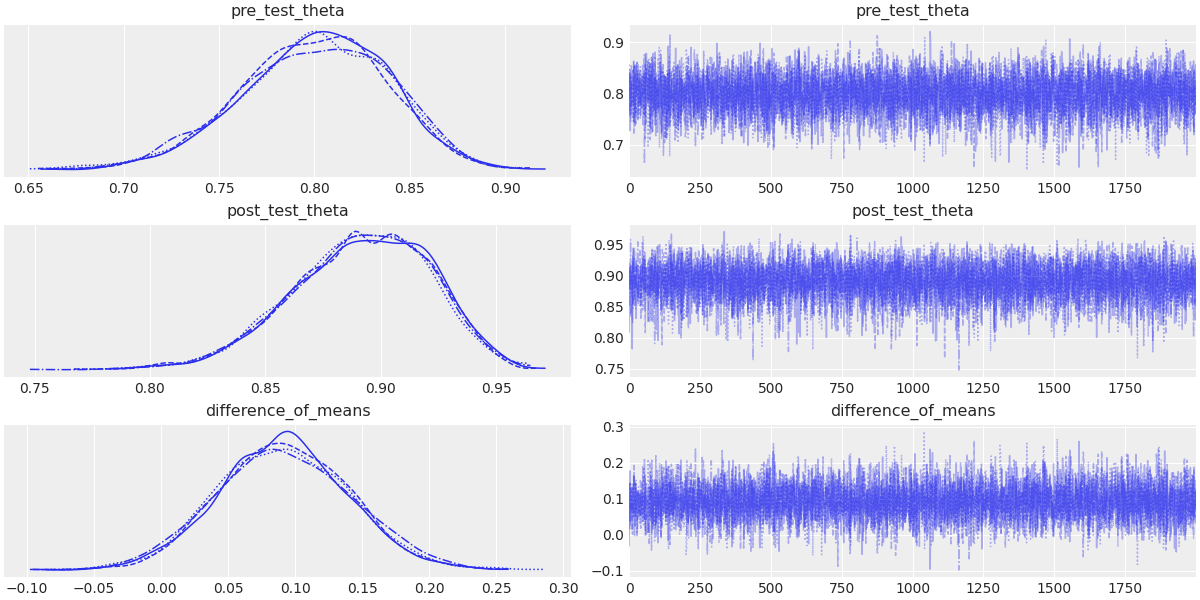 pre_test_theta
0.65 0.70 0.75 0.80 0.85 0.90
pre_test_theta
0.9
0.8
0.7
0 250 500 750 1000 1250 1500 1750
post_test_theta
0.75 0.80 0.85 0.90 0.95
post_test_theta
0.95
0.90
0.85
0.80
0.75
0 250 500 750 1000 1250 1500 1750
difference_of_means
−0.10 −0.05 0.00 0.05 0.10 0.15 0.20 0.25 0.30
difference_of_means
0.3
0.2
0.1
0.0
−0.1
0 250 500 750 1000 1250 1500 1750